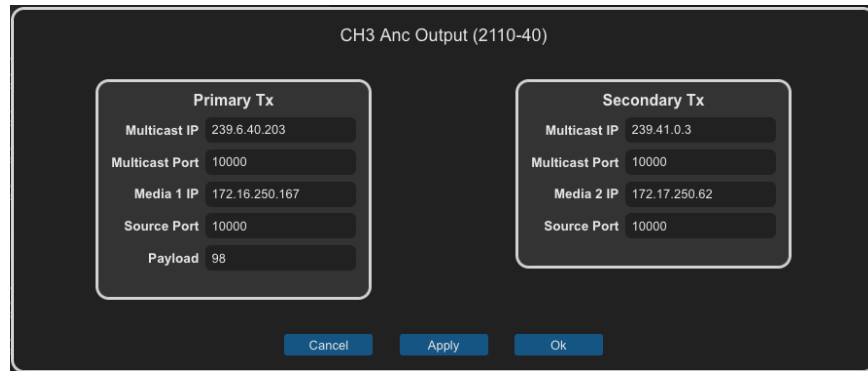 CH3 Anc Output (2110-40)
Primary Tx
Multicast IP 239.6.40.203
Multicast Port 10000
Media 1 IP 172.16.250.167
Source Port 10000
Payload 98
Secondary Tx
Multicast IP 239.41.0.3
Multicast Port 10000
Media 2 IP 172.17.250.62
Source Port 10000
Cancel Apply Ok